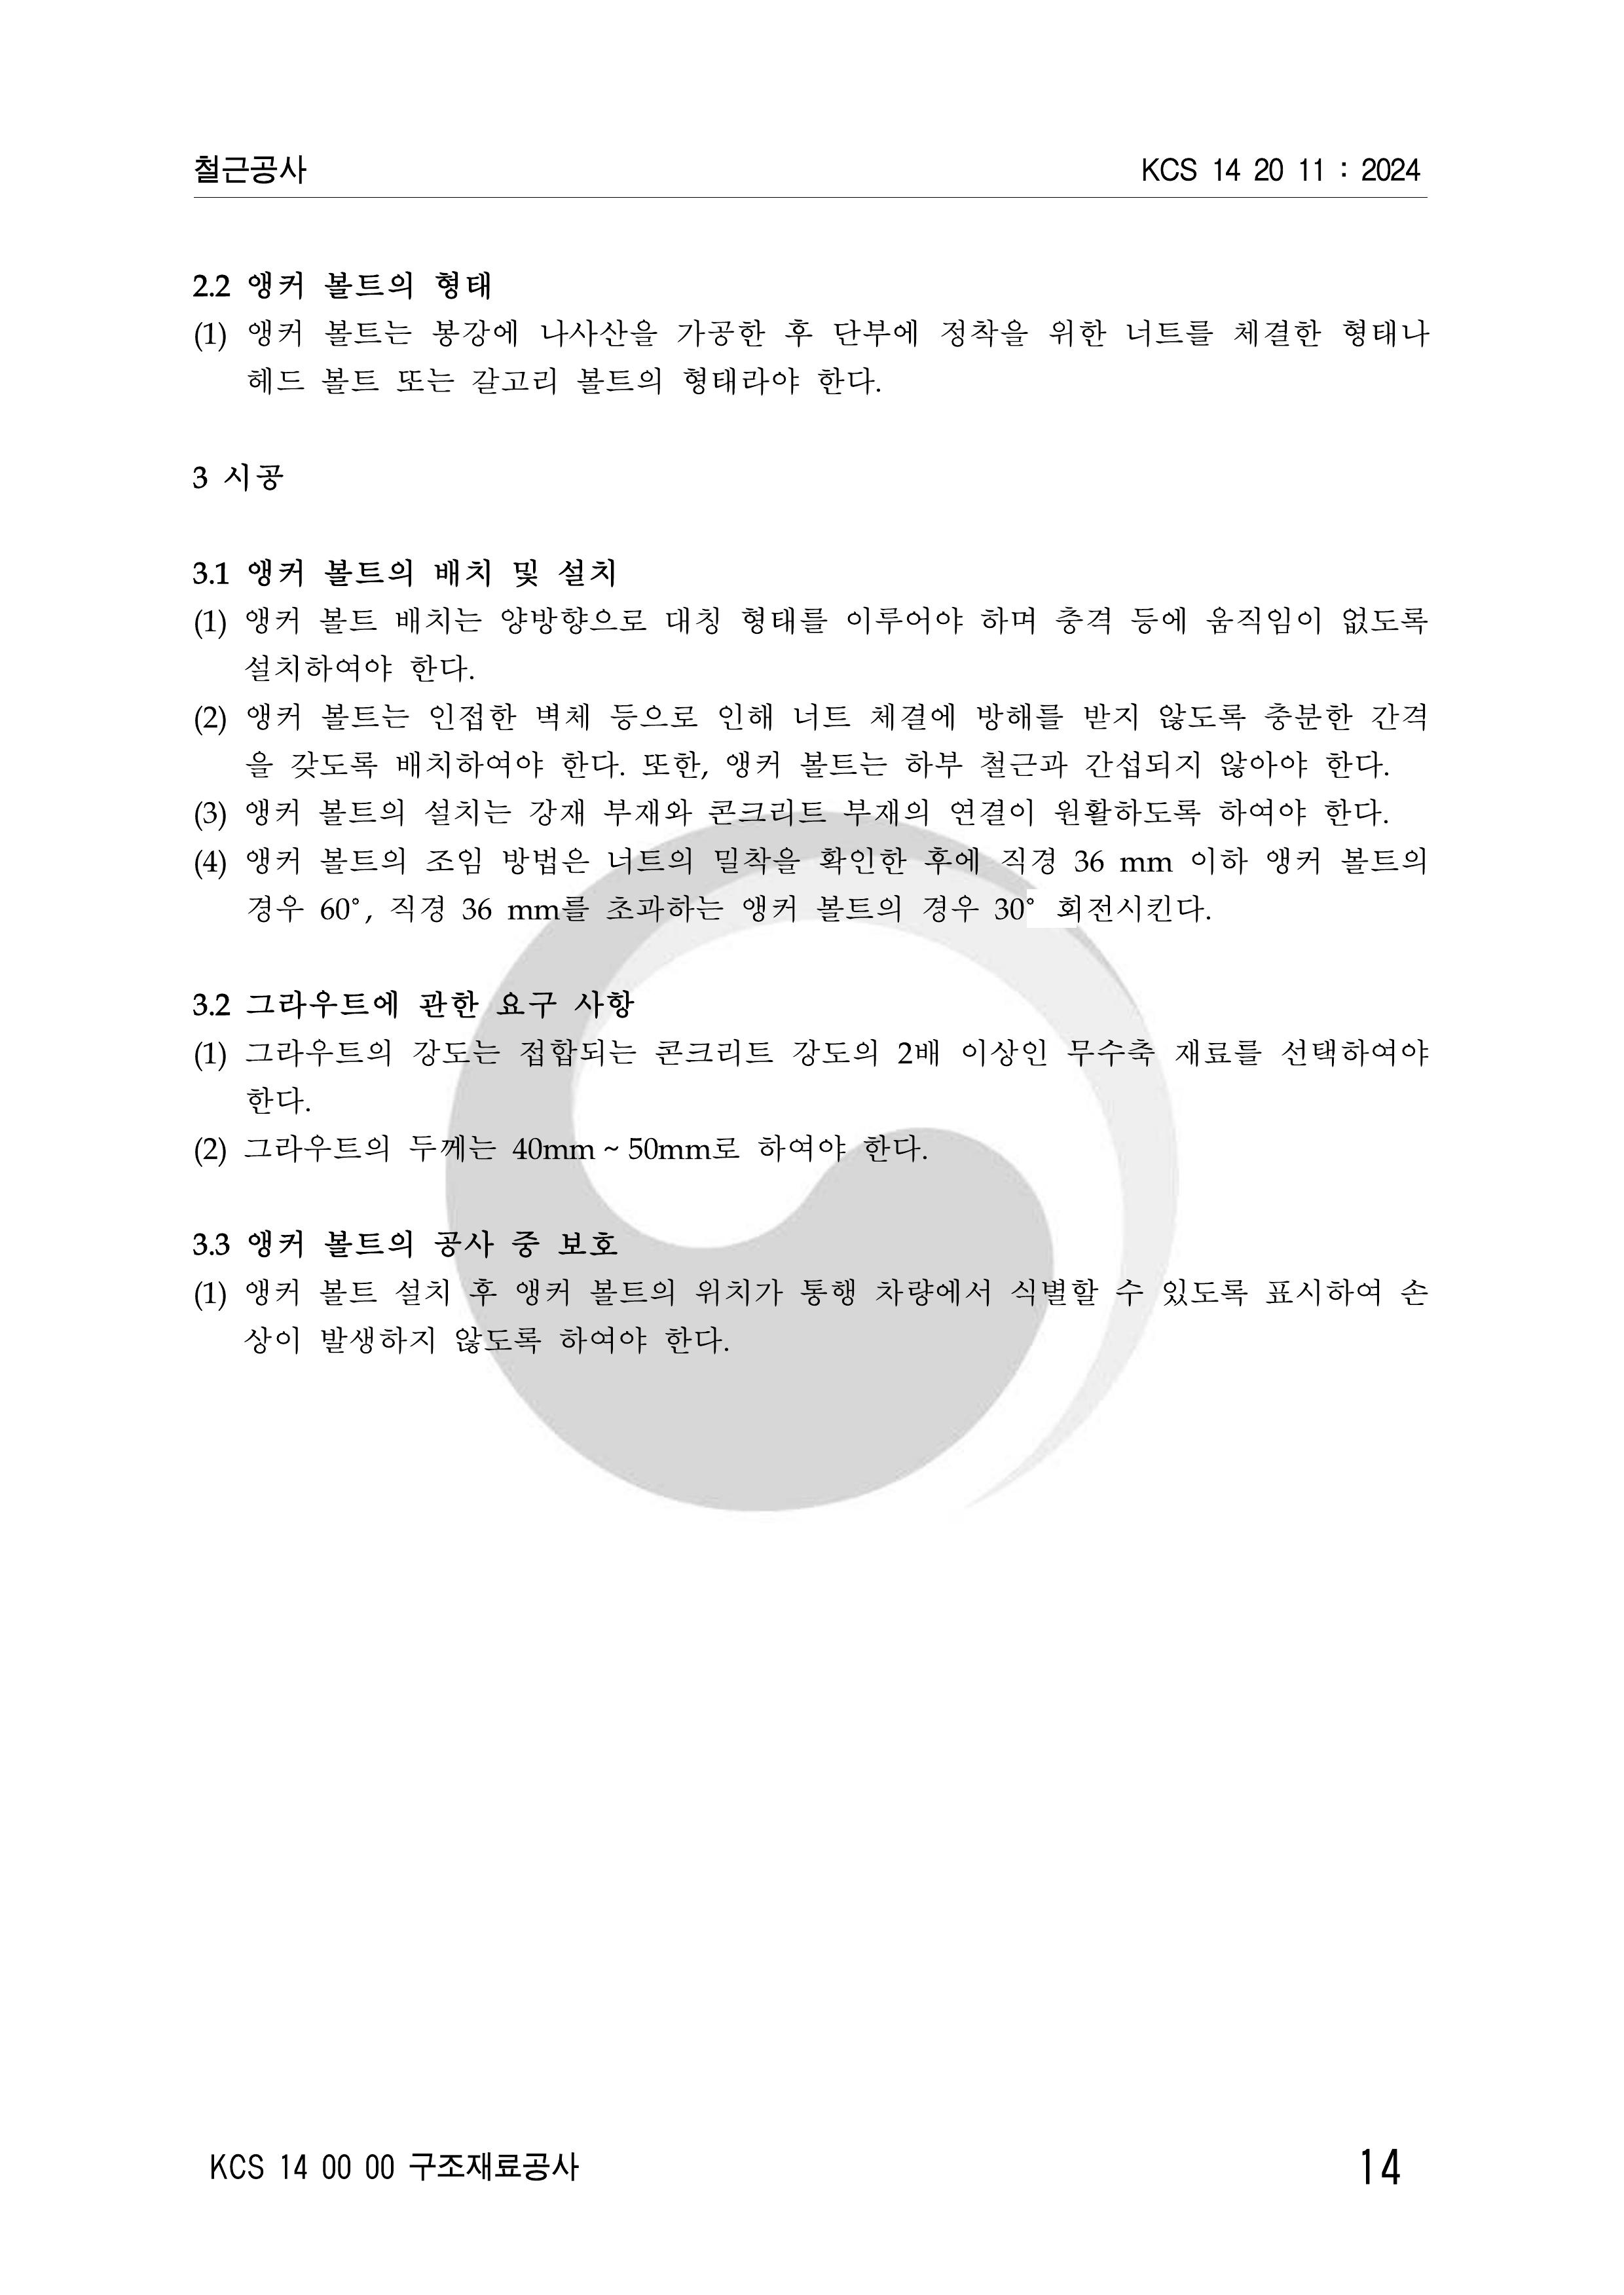 철근공사
KCS 14 20 11 : 2024
2.2 앵커 볼트의 형태
(1) 앵커 볼트는 봉강에 나사산을 가공한 후 단부에 정착을 위한 너트를 체결한 형태나
헤드 볼트 또는 갈고리 볼트의 형태라야 한다.
3 시공
3.1 앵커 볼트의 배치 및 설치
(1) 앵커 볼트 배치는 양방향으로 대칭 형태를 이루어야 하며 충격 등에 움직임이 없도록
설치하여야 한다.
(2) 앵커 볼트는 인접한 벽체 등으로 인해 너트 체결에 방해를 받지 않도록 충분한 간격
을 갖도록 배치하여야 한다. 또한, 앵커 볼트는 하부 철근과 간섭되지 않아야 한다.
(3) 앵커 볼트의 설치는 강재 부재와 콘크리트 부재의 연결이 원활하도록 하여야 한다.
(4) 앵커 볼트의 조임 방법은 너트의 밀착을 확인한 후에 직경 36 mm 이하 앵커 볼트의
경우 60°, 직경 36 mm를 초과하는 앵커 볼트의 경우 30° 회전시킨다.
3.2 그라우트에 관한 요구 사항
(1) 그라우트의 강도는 접합되는 콘크리트 강도의 2배 이상인 무수축 재료를 선택하여야
한다.
(2) 그라우트의 두께는 40mm ~ 50mm로 하여야 한다.
3.3 앵커 볼트의 공사 중 보호
(1) 앵커 볼트 설치 후 앵커 볼트의 위치가 통행 차량에서 식별할 수 있도록 표시하여 손
상이 발생하지 않도록 하여야 한다.
KCS 14 00 00 구조재료공사
14